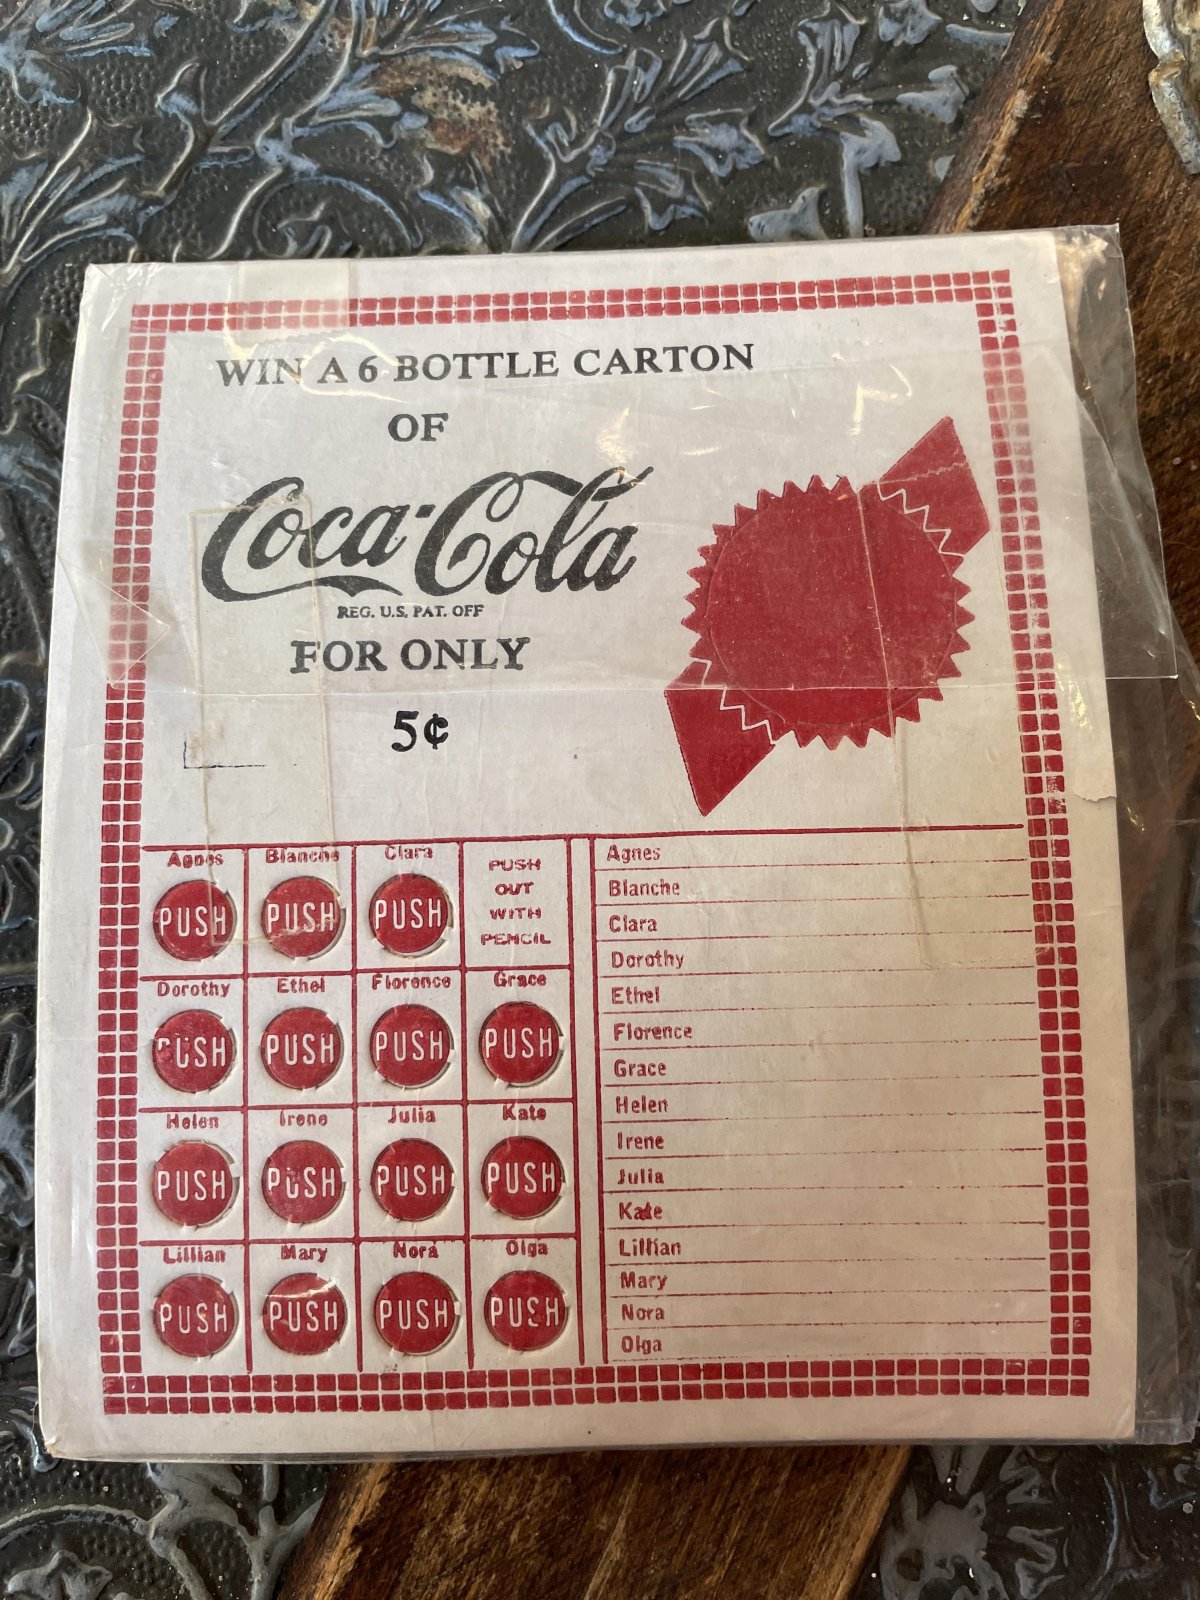 WIN A 6 BOTTLE CARTON
OF
Coca-Cola
REG. U.S. PAT. OFF
FOR ONLY
5¢
Agnes Blanche Clara PUSH
OUT
WITH
PENCIL
PUSH PUSH PUSH
Dorothy Ethel Florence Grace
PUSH PUSH PUSH PUSH
Helen Irene Julia Kate
PUSH PUSH PUSH PUSH
Lillian Mary Nora Olga
PUSH PUSH PUSH PUSH
Agnes
Blanche
Clara
Dorothy
Ethel
Florence
Grace
Helen
Irene
Julia
Kate
Lillian
Mary
Nora
Olga